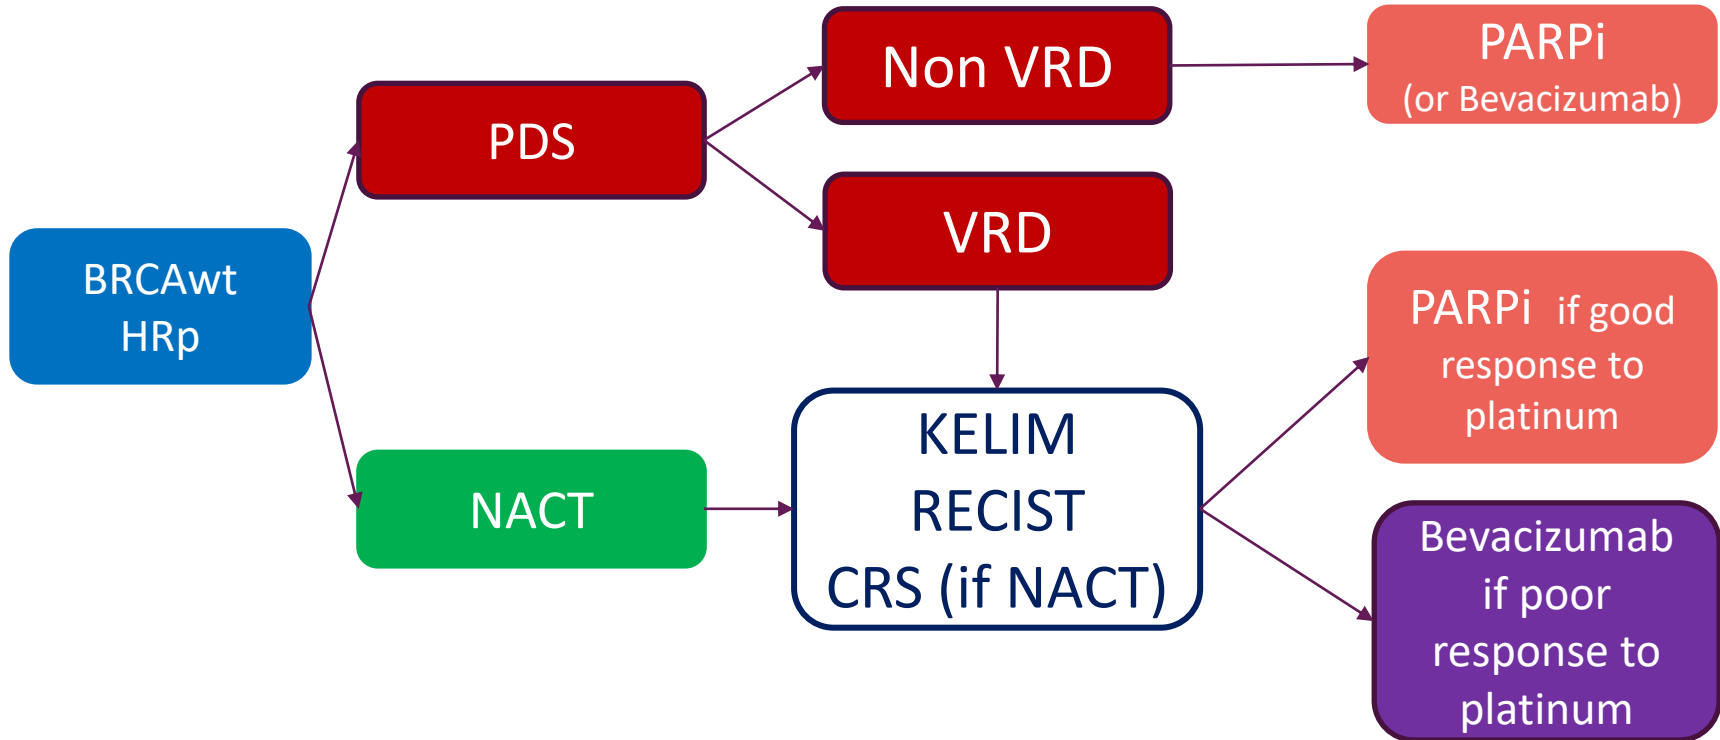 BRCAwt
HRp
PDS
NACT
Non VRD
VRD
KELIM
RECIST
CRS (if NACT)
PARPi
(or Bevacizumab)
PARPi if good
response to
platinum
Bevacizumab
if poor
response to
platinum